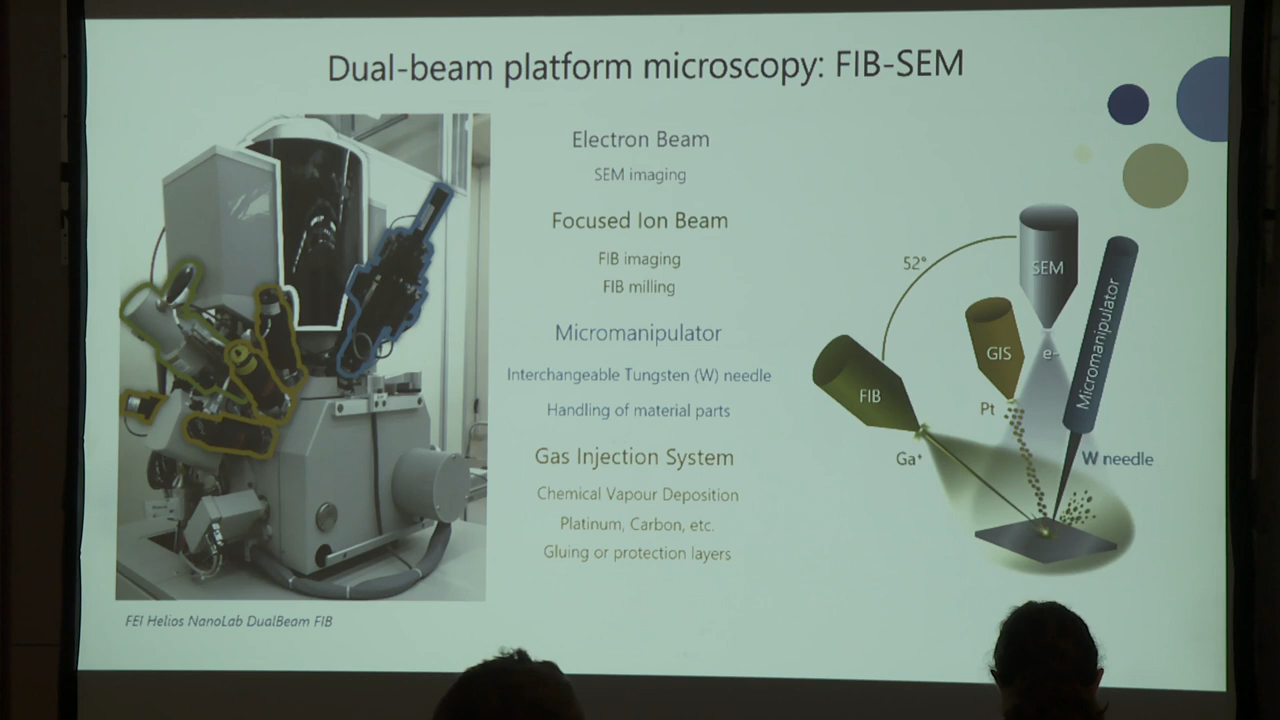 Dual-beam platform microscopy: FIB-SEM
Electron Beam
SEM imaging
Focused Ion Beam
FIB imaging
FIB milling
Micromanipulator
Interchangeable Tungsten (W) needle
Handling of material parts
Gas Injection System
Chemical Vapour Deposition
Platinum, Carbon, etc.
Gluing or protection layers
FEI Helios NanoLab DualBeam FIB
52°
SEM
Micromanipulator
GIS
e-
FIB
Pt
Ga⁺
W needle